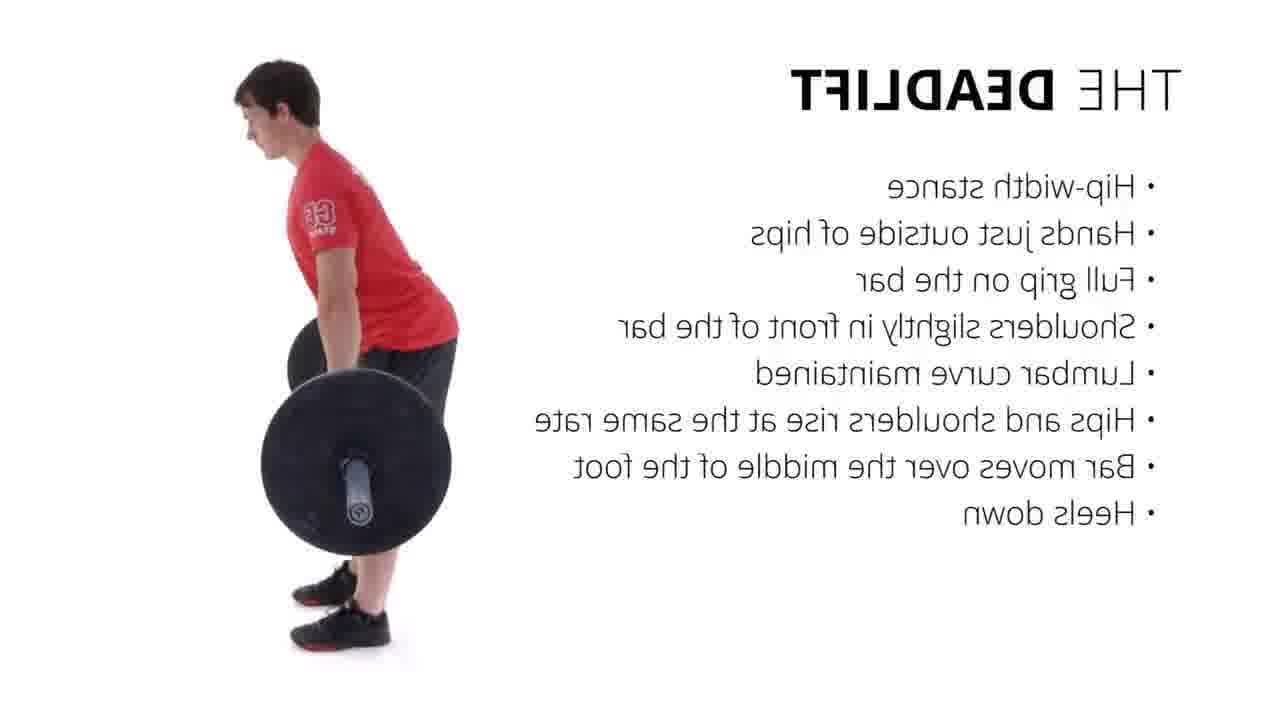 THE DEADLIFT
• Hip-width stance
• Hands just outside of hips
• Full grip on the bar
• Shoulders slightly in front of the bar
• Lumbar curve maintained
• Hips and shoulders rise at the same rate
• Bar moves over the middle of the foot
• Heels down